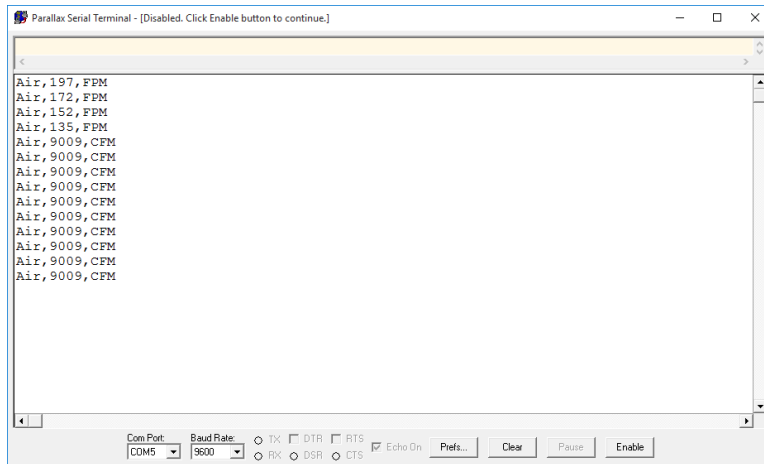 Parallax Serial Terminal - [Disabled. Click Enable button to continue.]
Air,197,FPM
Air,172,FPM
Air,152,FPM
Air,135,FPM
Air,9009,CFM
Air,9009,CFM
Air,9009,CFM
Air,9009,CFM
Air,9009,CFM
Air,9009,CFM
Air,9009,CFM
Air,9009,CFM
Air,9009,CFM
Air,9009,CFM
Com Port: Baud Rate: TX DTR RTS
COM5 9600 RX DSR CTS Echo On Prefs... Clear Pause Enable